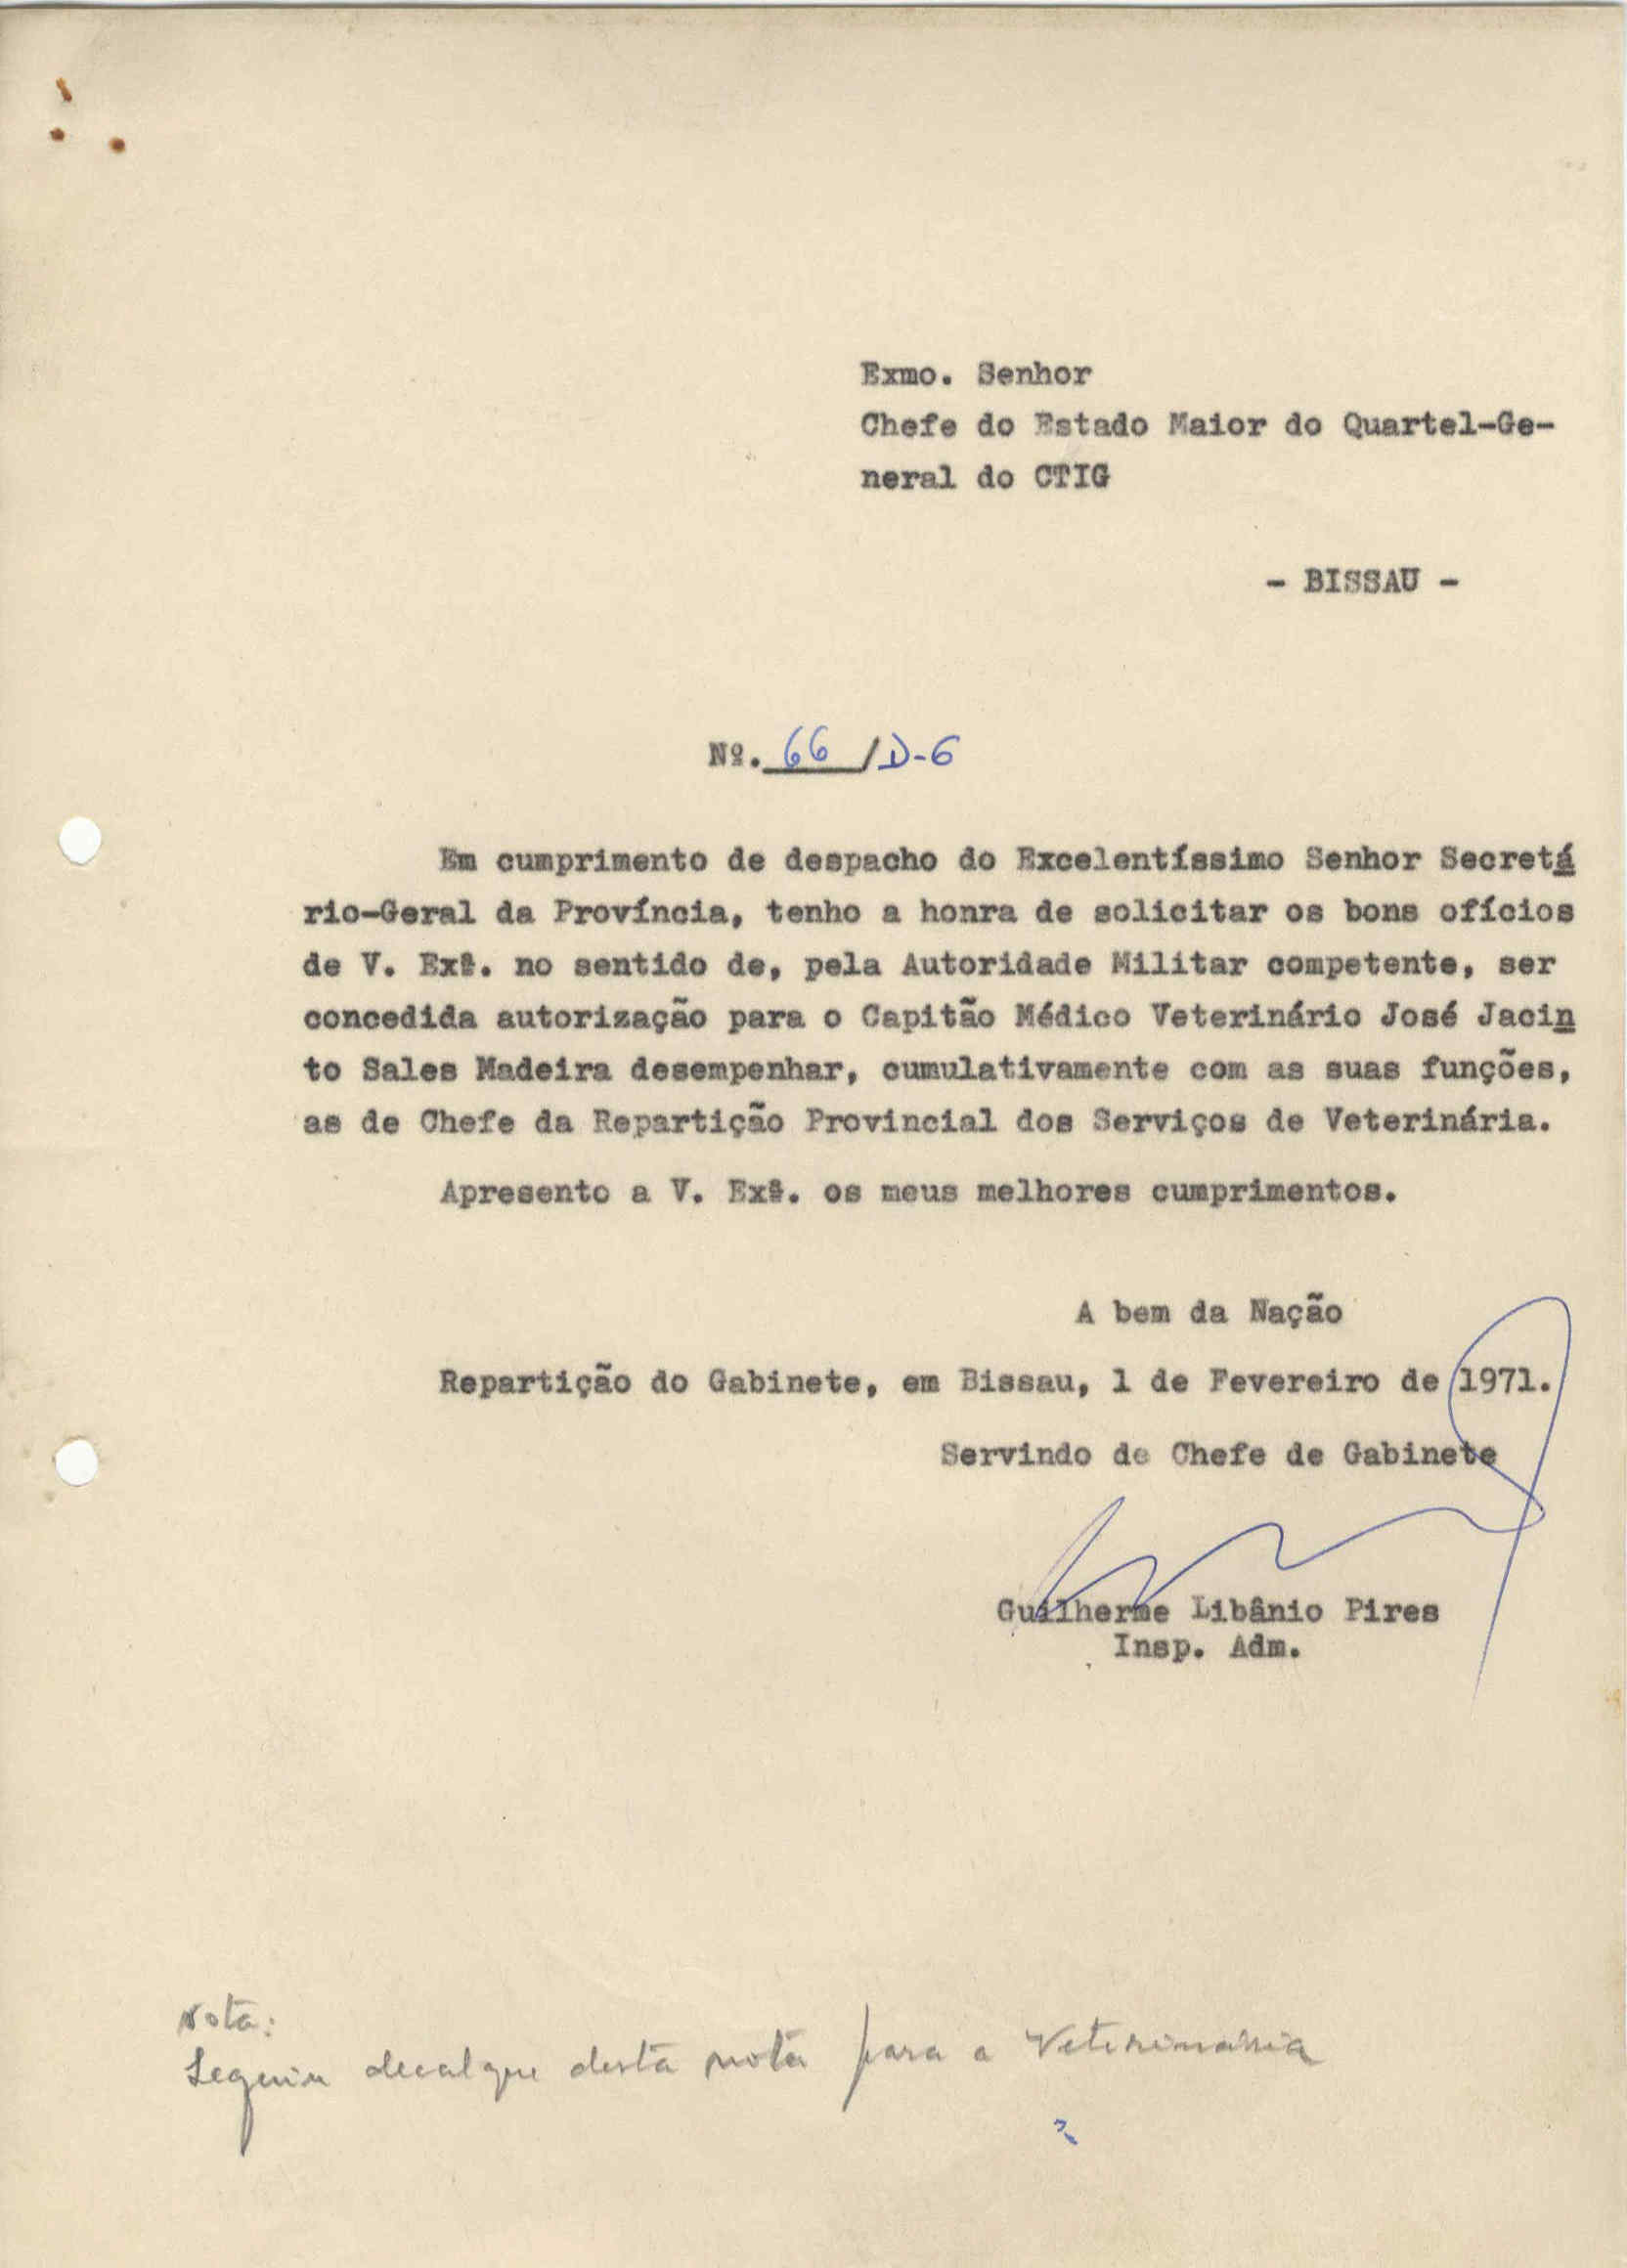 Exmo. Senhor
Chefe do Estado Maior do Quartel-Ge-
neral do CTIG
- BISSAU -
Nº. 66 /D-6
Em cumprimento de despacho do Excelentíssimo Senhor Secretá
rio-Geral da Província, tenho a honra de solicitar os bons ofícios
de V. Exª. no sentido de, pela Autoridade Militar competente, ser
concedida autorização para o Capitão Médico Veterinário José Jacin
to Sales Madeira desempenhar, cumulativamente com as suas funções,
as de Chefe da Repartição Provincial dos Serviços de Veterinária.
Apresento a V. Exª. os meus melhores cumprimentos.
A bem da Nação
Repartição do Gabinete, em Bissau, 1 de Fevereiro de 1971.
Servindo de Chefe de Gabinete
Guilherme Libânio Pires
Insp. Adm.
Nota:
Seguiu decalque desta nota para a Veterinária